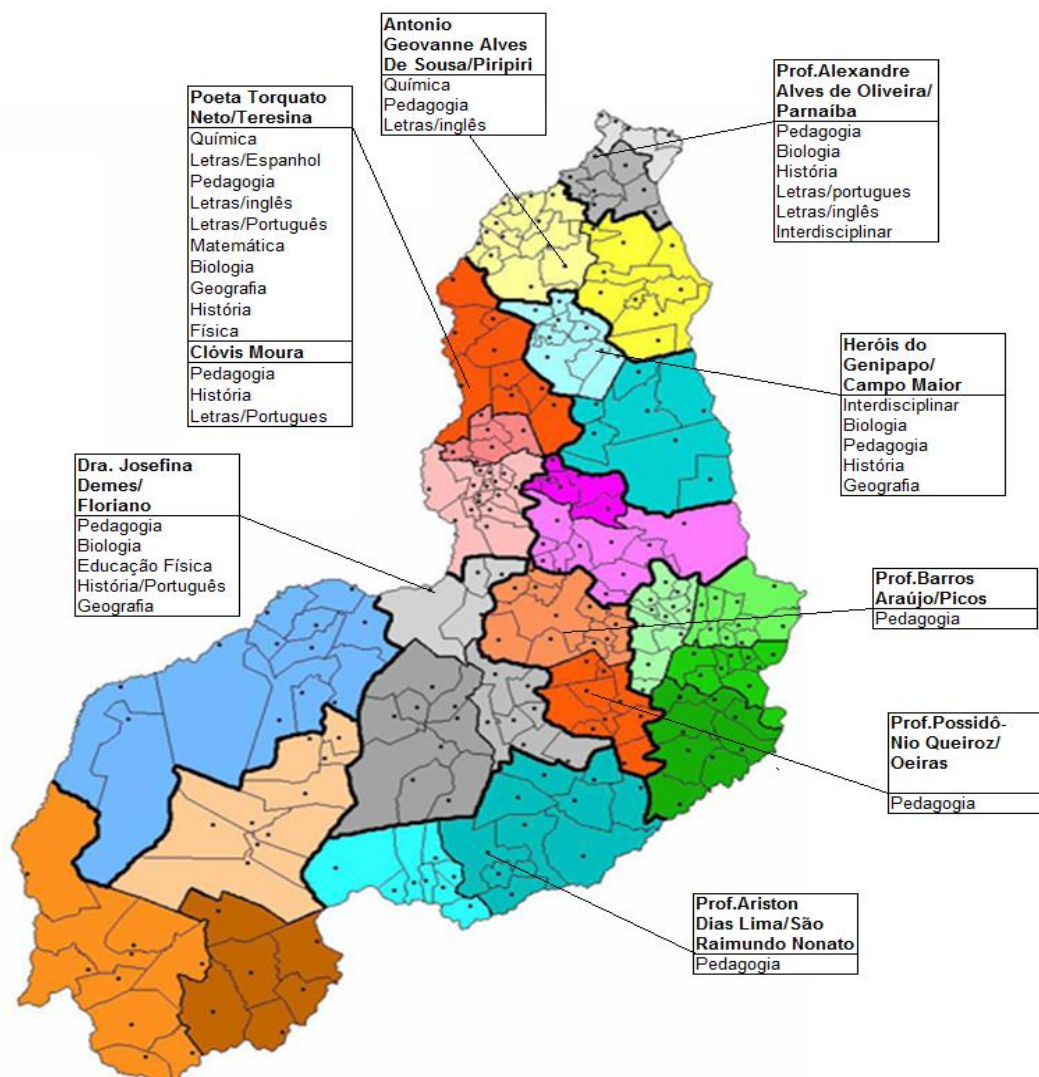 Antonio
Geovanne Alves
De Sousa/Piripiri
Química
Pedagogia
Letras/inglês
Prof.Alexandre
Alves de Oliveira/
Parnaíba
Pedagogia
Biologia
História
Letras/portugues
Letras/inglês
Interdisciplinar
Poeta Torquato
Neto/Teresina
Química
Letras/Espanhol
Pedagogia
Letras/inglês
Letras/Português
Matemática
Biologia
Geografia
História
Física
Clóvis Moura
Pedagogia
História
Letras/Portugues
Heróis do
Genipapo/
Campo Maior
Interdisciplinar
Biologia
Pedagogia
História
Geografia
Dra. Josefina
Demes/
Floriano
Pedagogia
Biologia
Educação Física
História/Português
Geografia
Prof.Barros
Araújo/Picos
Pedagogia
Prof.Possidô-
Nio Queiroz/
Oeiras
Pedagogia
Prof.Ariston
Dias Lima/São
Raimundo Nonato
Pedagogia